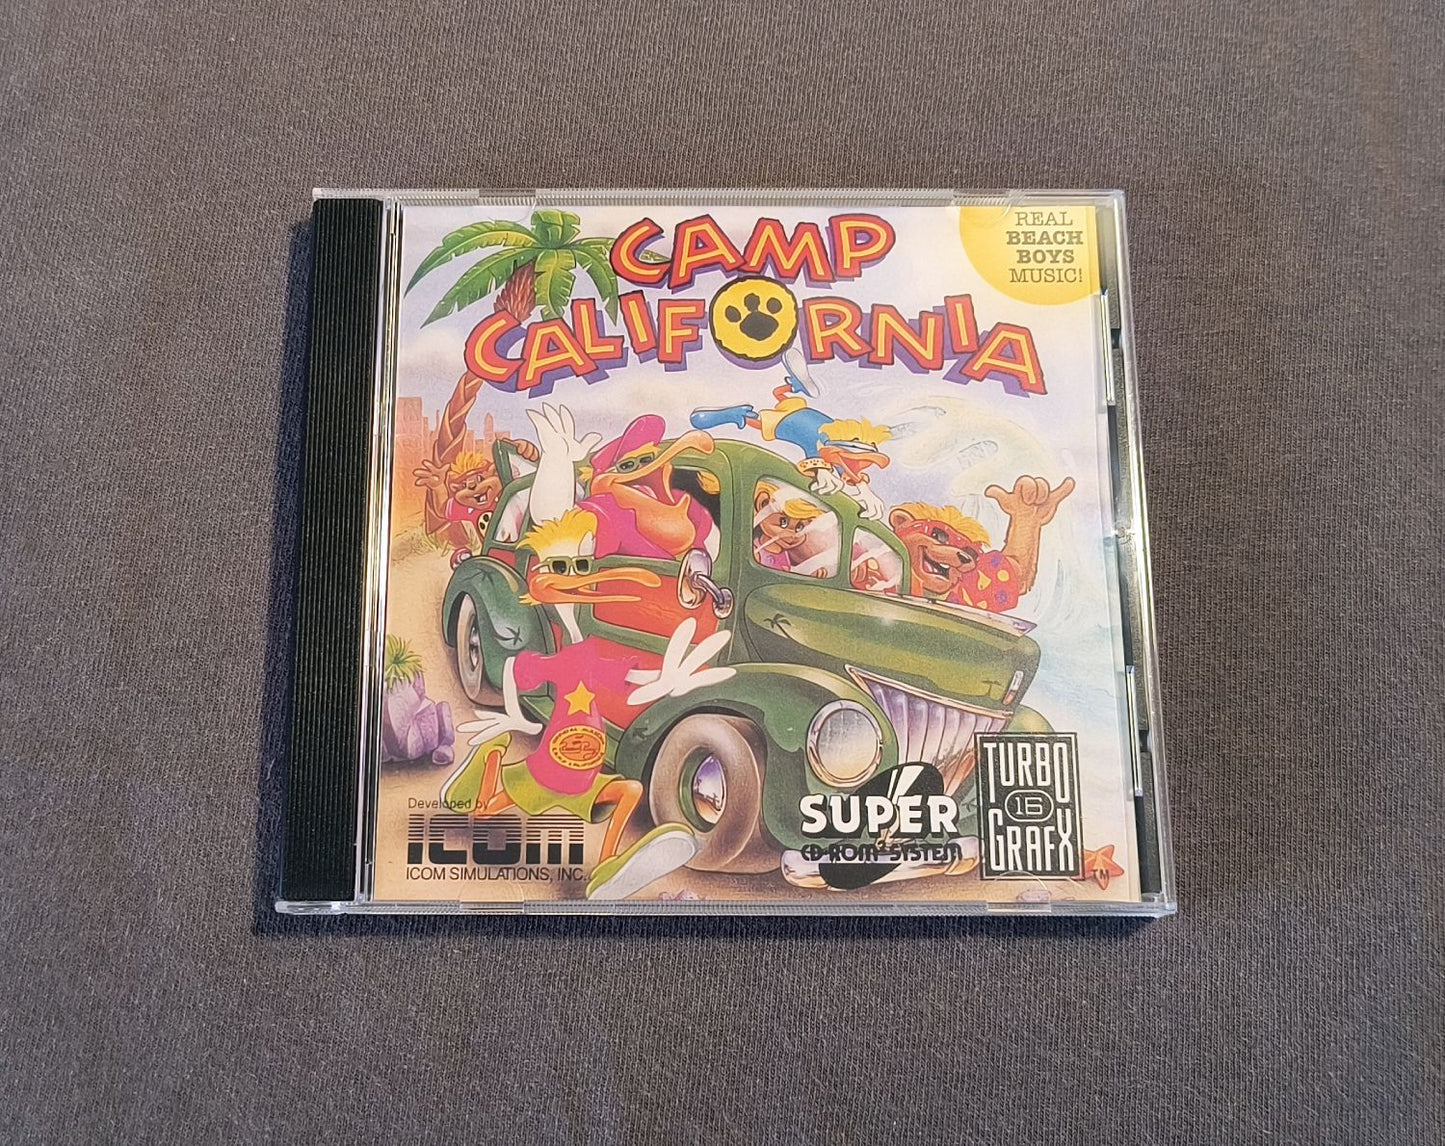 CAMP
CALIFORNIA
REAL
BEACH
BOYS
MUSIC!
Developed by
ICOM
ICOM SIMULATIONS, INC.
SUPER
CD-ROM² SYSTEM
TURBO
16
GRAFX
TM